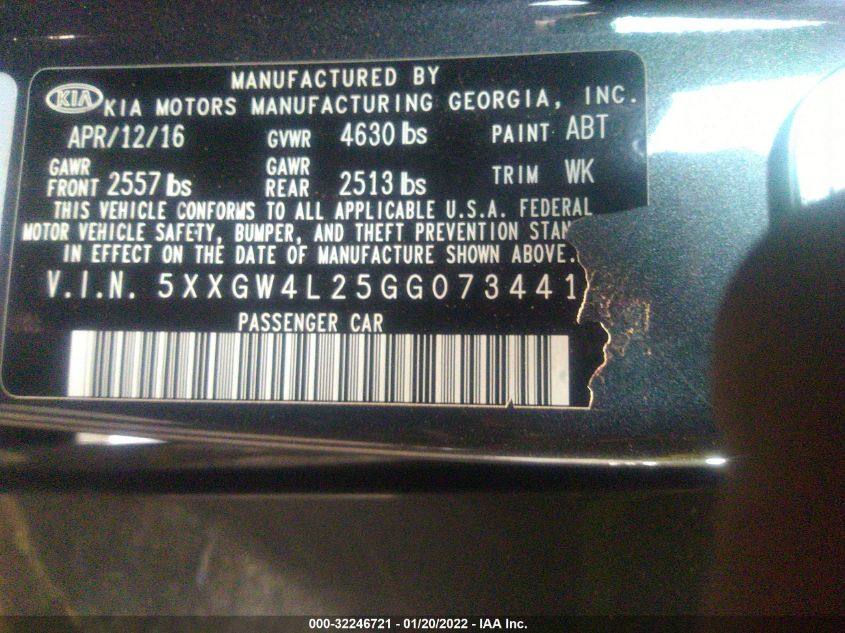 MANUFACTURED BY
KIA KIA MOTORS MANUFACTURING GEORGIA, INC.
APR/12/16 GVWR 4630 lbs PAINT ABT
GAWR FRONT 2557 lbs GAWR REAR 2513 lbs TRIM WK
THIS VEHICLE CONFORMS TO ALL APPLICABLE U.S.A. FEDERAL
MOTOR VEHICLE SAFETY, BUMPER, AND THEFT PREVENTION STAN
IN EFFECT ON THE DATE OF MANUFACTURE SHOWN ABOVE.
V.I.N. 5XXGW4L25GG073441
PASSENGER CAR
000-32246721 - 01/20/2022 - IAA Inc.